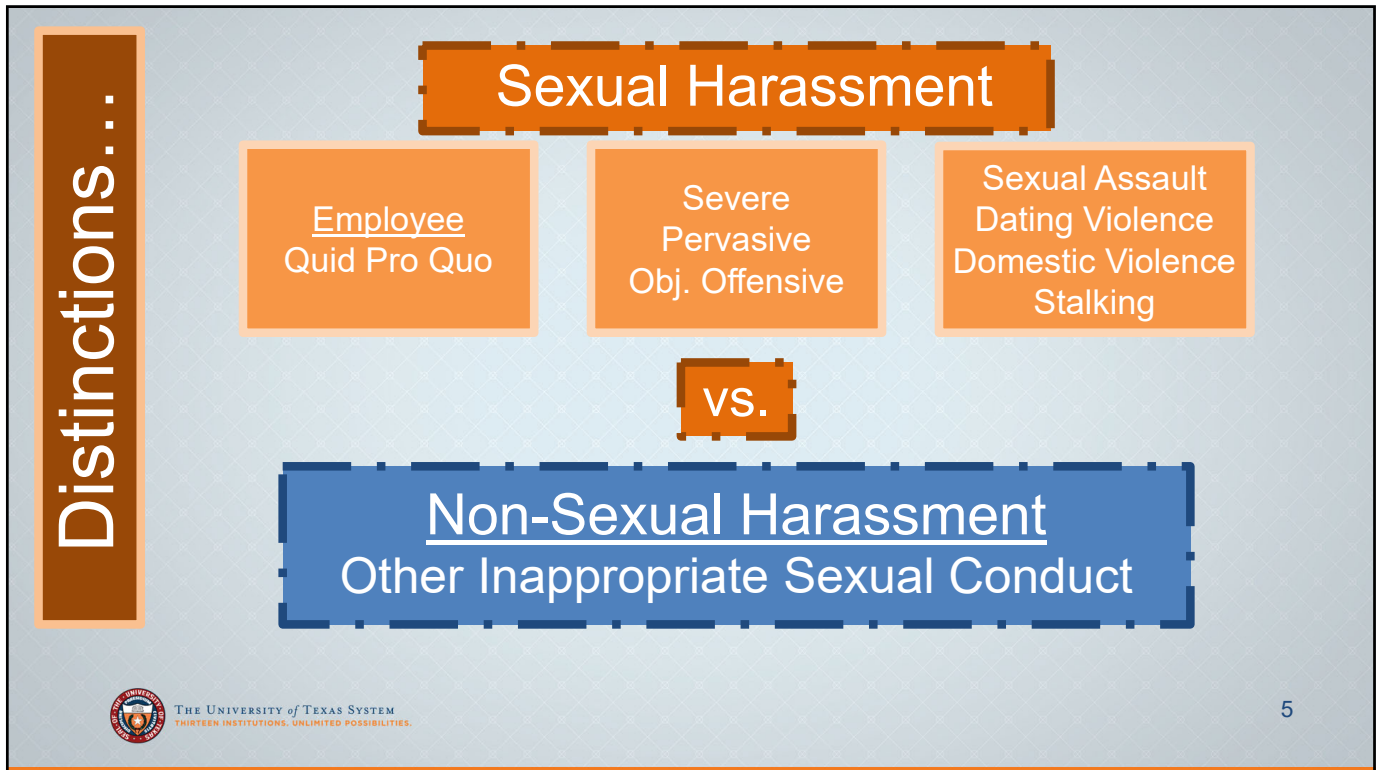 Distinctions...
Sexual Harassment
Employee
Quid Pro Quo
Severe
Pervasive
Obj. Offensive
Sexual Assault
Dating Violence
Domestic Violence
Stalking
vs.
Non-Sexual Harassment
Other Inappropriate Sexual Conduct
THE UNIVERSITY of TEXAS SYSTEM
THIRTEEN INSTITUTIONS. UNLIMITED POSSIBILITIES.
5